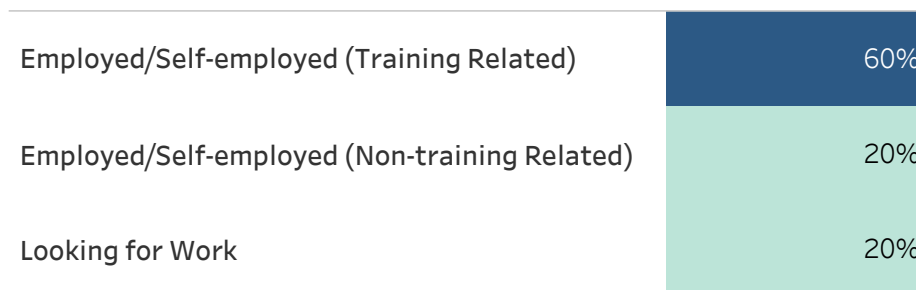 Employed/Self-employed (Training Related) 60%
Employed/Self-employed (Non-training Related) 20%
Looking for Work 20%